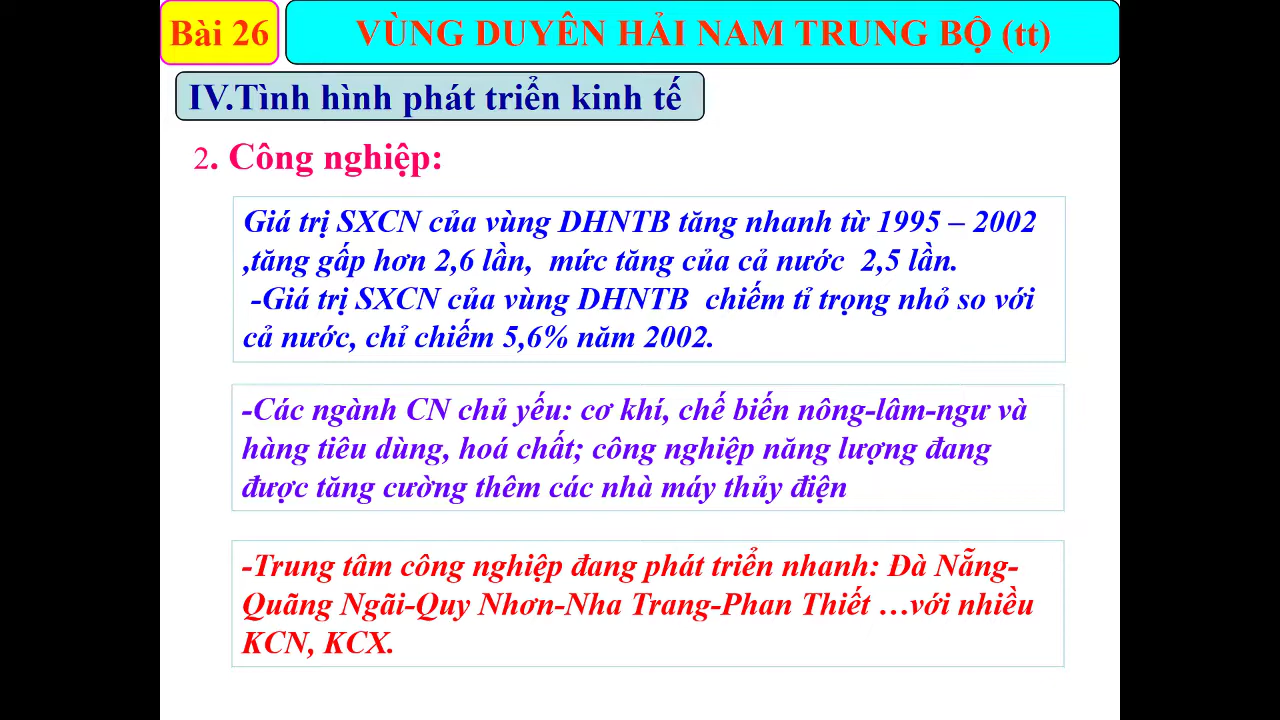 Bài 26
VÙNG DUYÊN HẢI NAM TRUNG BỘ (tt)
IV.Tình hình phát triển kinh tế
2. Công nghiệp:
Giá trị SXCN của vùng DHNTB tăng nhanh từ 1995 – 2002
,tăng gấp hơn 2,6 lần, mức tăng của cả nước 2,5 lần.
-Giá trị SXCN của vùng DHNTB chiếm tỉ trọng nhỏ so với
cả nước, chỉ chiếm 5,6% năm 2002.
-Các ngành CN chủ yếu: cơ khí, chế biến nông-lâm-ngư và
hàng tiêu dùng, hoá chất; công nghiệp năng lượng đang
được tăng cường thêm các nhà máy thủy điện
-Trung tâm công nghiệp đang phát triển nhanh: Đà Nẵng-
Quãng Ngãi-Quy Nhơn-Nha Trang-Phan Thiết …với nhiều
KCN, KCX.